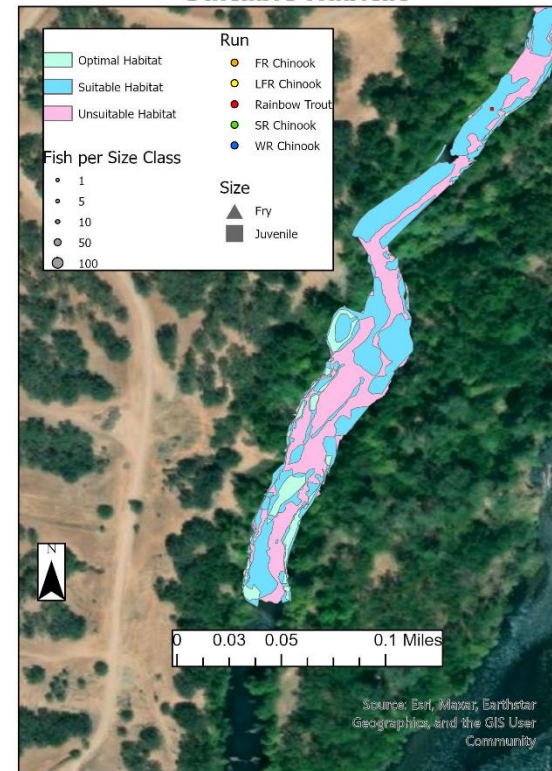 Optimal Habitat
Suitable Habitat
Unsuitable Habitat
Fish per Size Class
1
5
10
50
100
Run
FR Chinook
LFR Chinook
Rainbow Trout
SR Chinook
WR Chinook
Size
Fry
Juvenile
N
0 0.03 0.05 0.1 Miles
Source: Esri, Maxar, Earthstar
Geographics, and the GIS User
Community